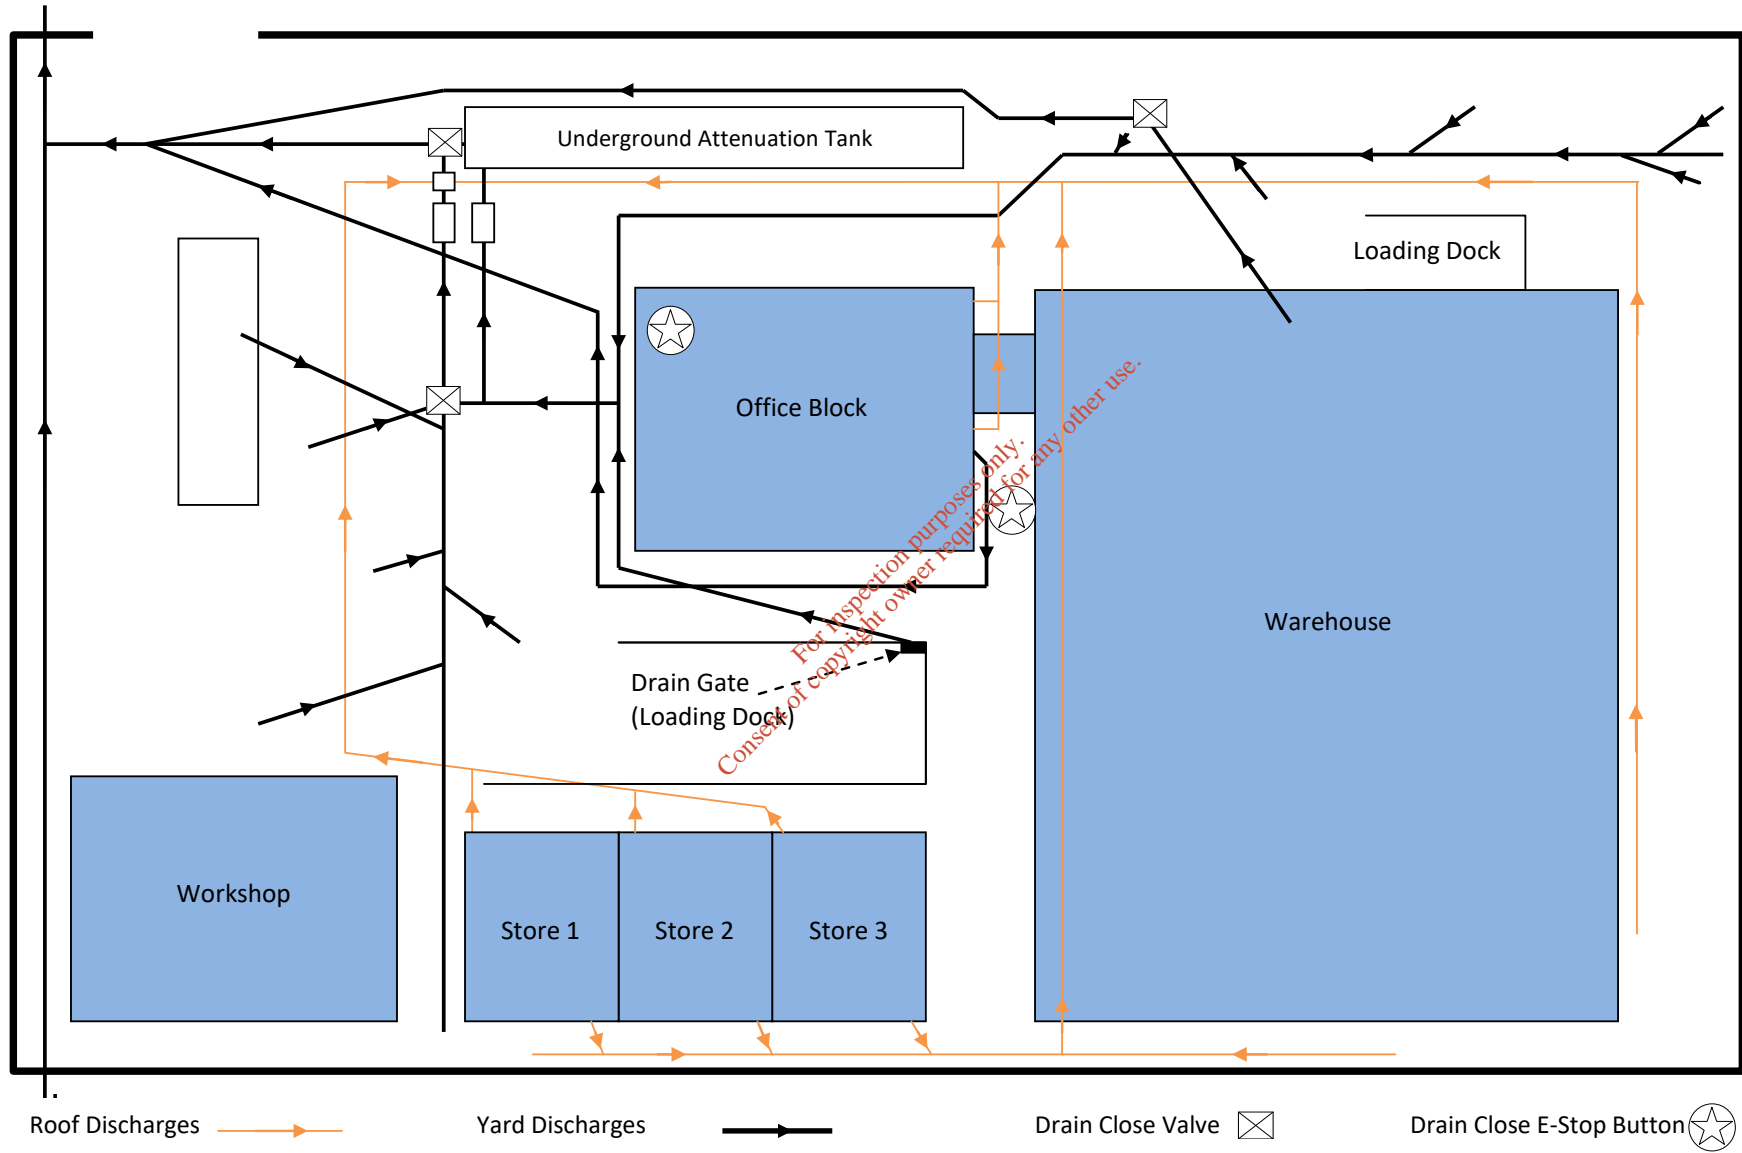 Underground Attenuation Tank
Loading Dock
Office Block
For inspection purposes only.
Consent of copyright owner required for any other use.
Warehouse
Drain Gate
(Loading Dock)
Workshop
Store 1
Store 2
Store 3
.
Roof Discharges
Yard Discharges
Drain Close Valve
Drain Close E-Stop Button